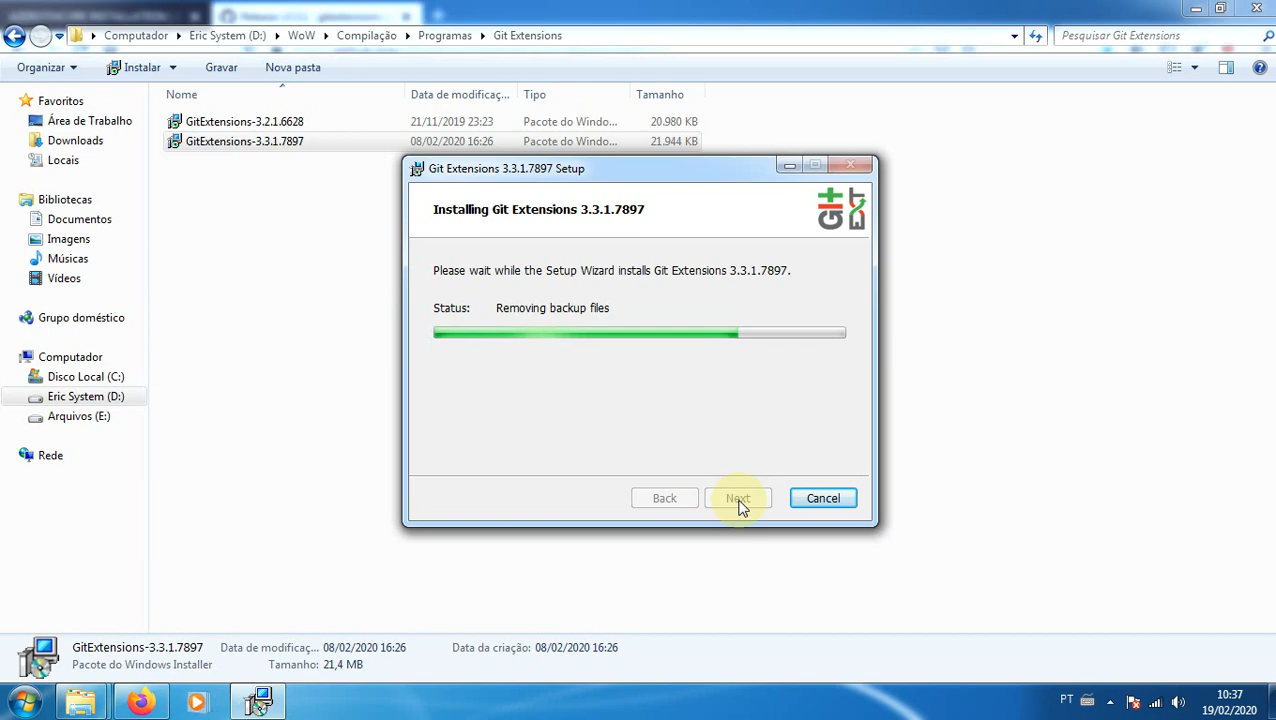 Computador Eric System (D:) WoW Compilação Programas Git Extensions Pesquisar Git Extensions
Organizar Instalar Gravar Nova pasta
Nome Data de modificaç... Tipo Tamanho
Favoritos
Área de Trabalho
Downloads
Locais
Bibliotecas
Documentos
Imagens
Músicas
Vídeos
Grupo doméstico
Computador
Disco Local (C:)
Eric System (D:)
Arquivos (E:)
Rede
GitExtensions-3.2.1.6628 21/11/2019 23:23 Pacote do Windo... 20.980 KB
GitExtensions-3.3.1.7897 08/02/2020 16:26 Pacote do Windo... 21.944 KB
Git Extensions 3.3.1.7897 Setup
Installing Git Extensions 3.3.1.7897
Git EXT
Please wait while the Setup Wizard installs Git Extensions 3.3.1.7897.
Status: Removing backup files
Back Next Cancel
GitExtensions-3.3.1.7897 Data de modificaç... 08/02/2020 16:26 Data da criação: 08/02/2020 16:26
Pacote do Windows Installer Tamanho: 21,4 MB
PT 10:37
19/02/2020